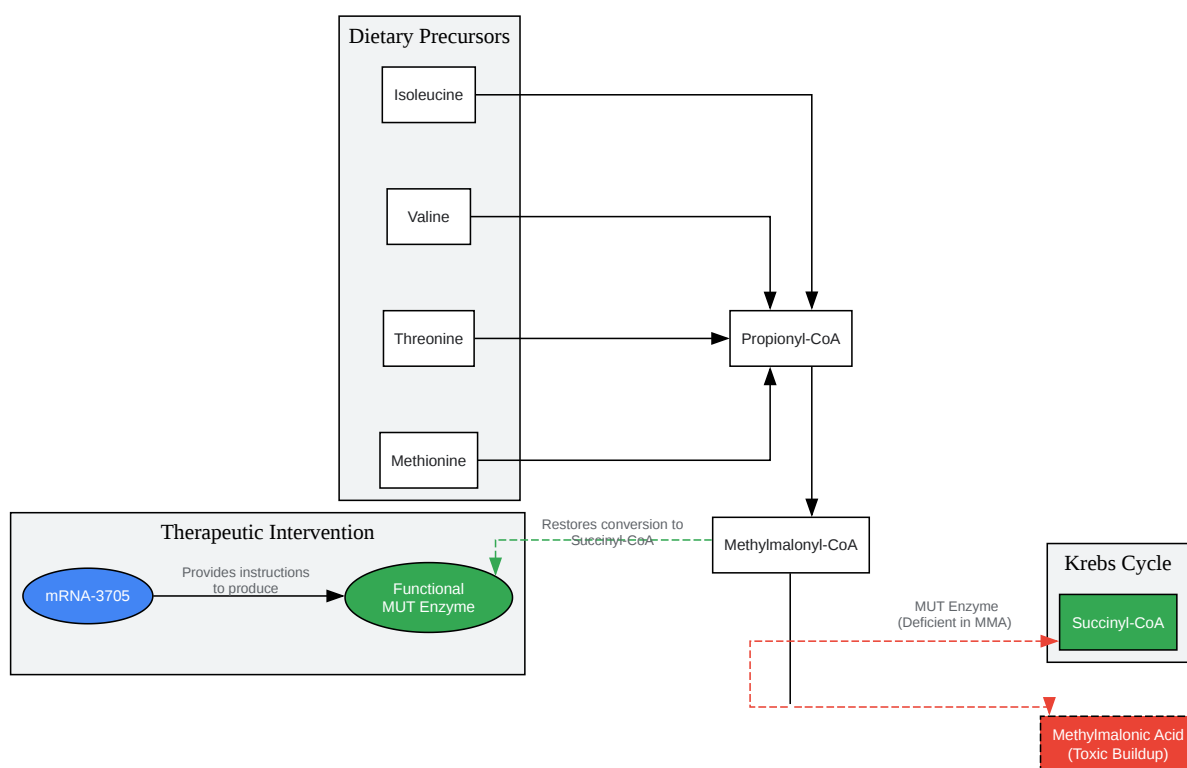 Dietary Precursors
Isoleucine
Valine
Threonine
Propionyl-CoA
Methionine
Therapeutic Intervention
mRNA-3705
Provides instructions
to produce
Functional
MUT Enzyme
Restores conversion to
Succinyl-CoA
Methylmalonyl-CoA
Krebs Cycle
MUT Enzyme
(Deficient in MMA)
Succinyl-CoA
Methylmalonic Acid
(Toxic Buildup)